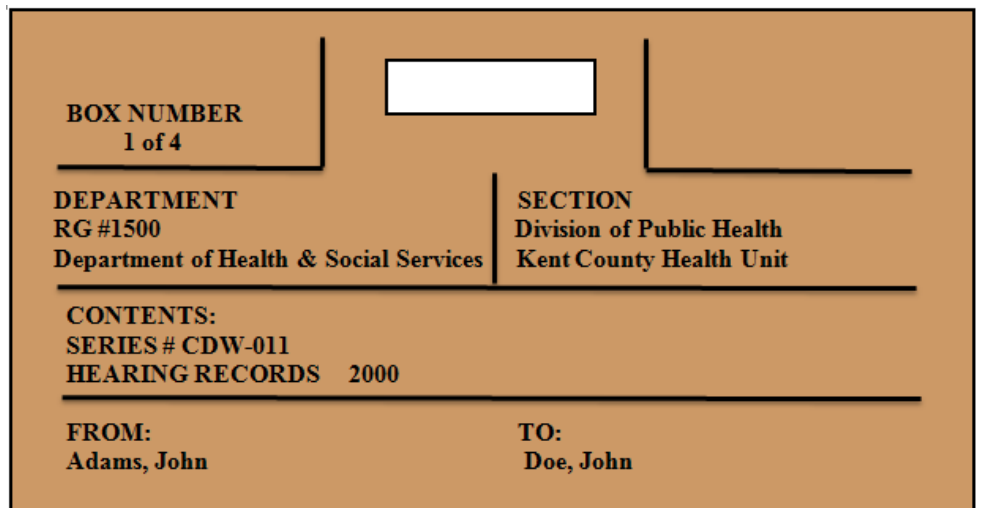 BOX NUMBER
1 of 4
DEPARTMENT
RG #1500
Department of Health & Social Services
SECTION
Division of Public Health
Kent County Health Unit
CONTENTS:
SERIES # CDW-011
HEARING RECORDS 2000
FROM:
Adams, John
TO:
Doe, John